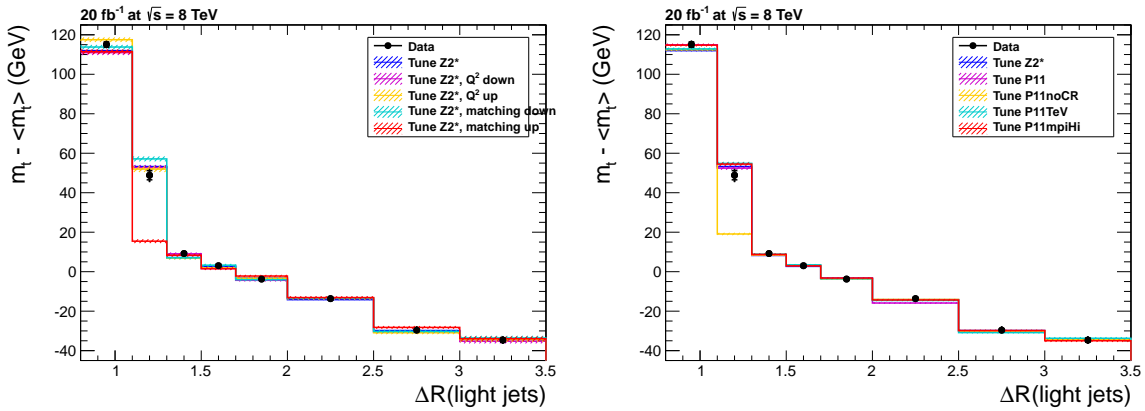 20 fb⁻¹ at √s = 8 TeV
m_t - <m_t> (GeV)
120
100
80
60
40
20
0
-20
-40
Data
Tune Z2*
Tune Z2*, Q² down
Tune Z2*, Q² up
Tune Z2*, matching down
Tune Z2*, matching up
1 1.5 2 2.5 3 3.5
ΔR(light jets)
20 fb⁻¹ at √s = 8 TeV
m_t - <m_t> (GeV)
120
100
80
60
40
20
0
-20
-40
Data
Tune Z2*
Tune P11
Tune P11noCR
Tune P11TeV
Tune P11mpiHi
1 1.5 2 2.5 3 3.5
ΔR(light jets)